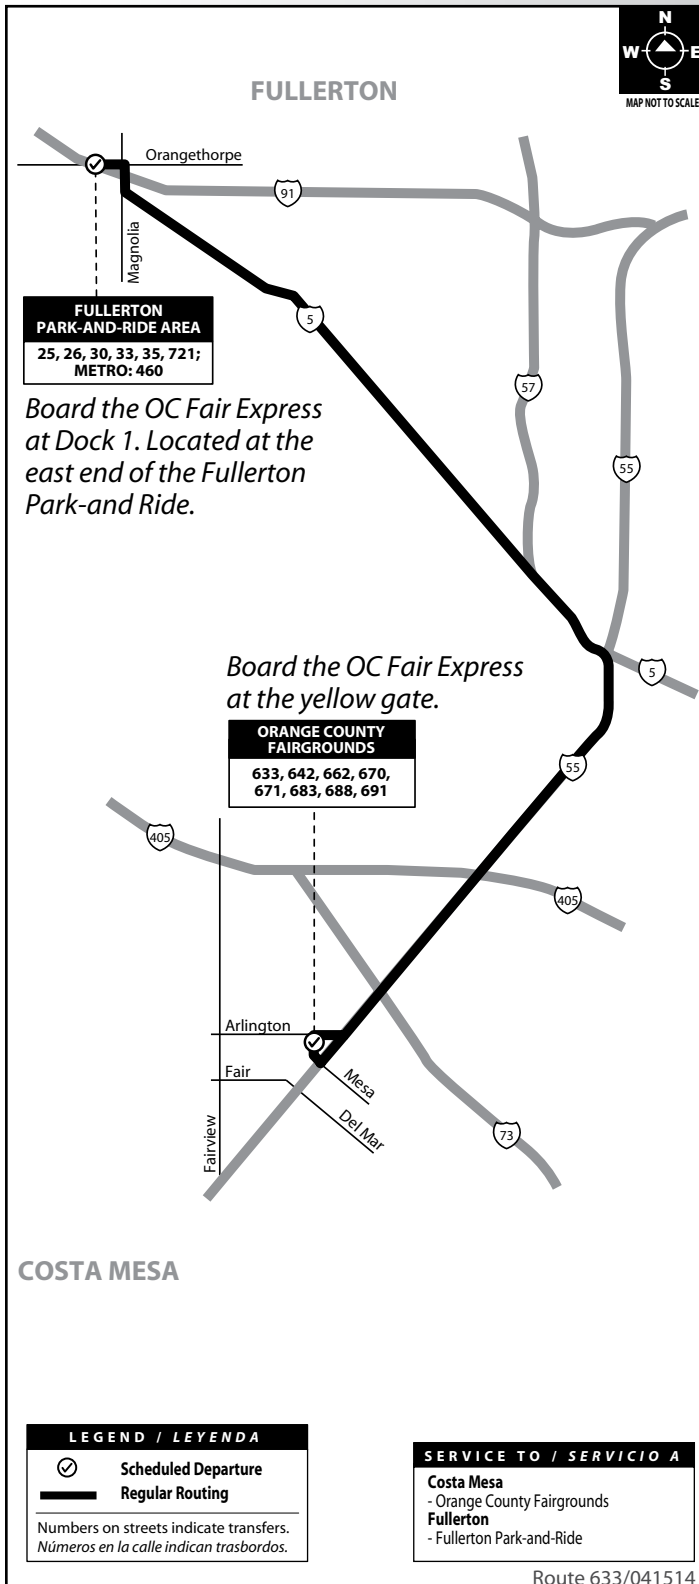 N
W E
S
MAP NOT TO SCALE
FULLERTON
Orangethorpe
91
Magnolia
FULLERTON
PARK-AND-RIDE AREA
25, 26, 30, 33, 35, 721;
METRO: 460
5
57
55
Board the OC Fair Express
at Dock 1. Located at the
east end of the Fullerton
Park-and Ride.
Board the OC Fair Express
at the yellow gate.
5
ORANGE COUNTY
FAIRGROUNDS
633, 642, 662, 670,
671, 683, 688, 691
55
405
405
Arlington
Fair
Mesa
Del Mar
Fairview
73
COSTA MESA
LEGEND / LEYENDA
Scheduled Departure
Regular Routing
Numbers on streets indicate transfers.
Números en la calle indican trasbordos.
SERVICE TO / SERVICIO A
Costa Mesa
- Orange County Fairgrounds
Fullerton
- Fullerton Park-and-Ride
Route 633/041514